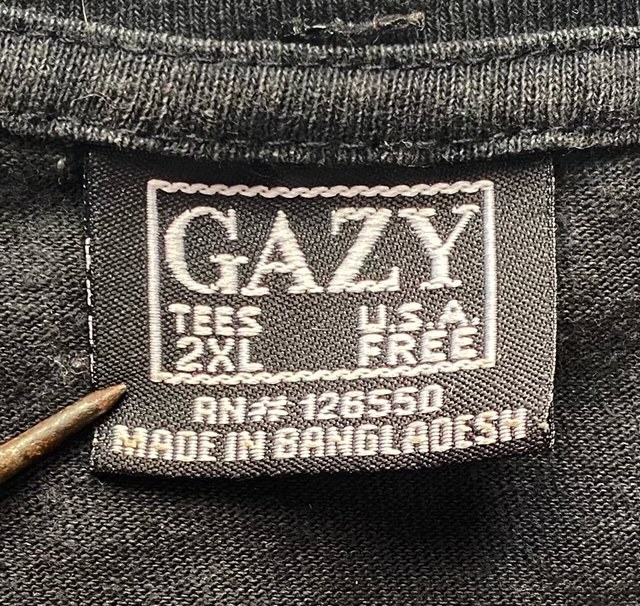 GAZY
TEES U.S.A.
2XL FREE
RN# 126550
MADE IN BANGLADESH